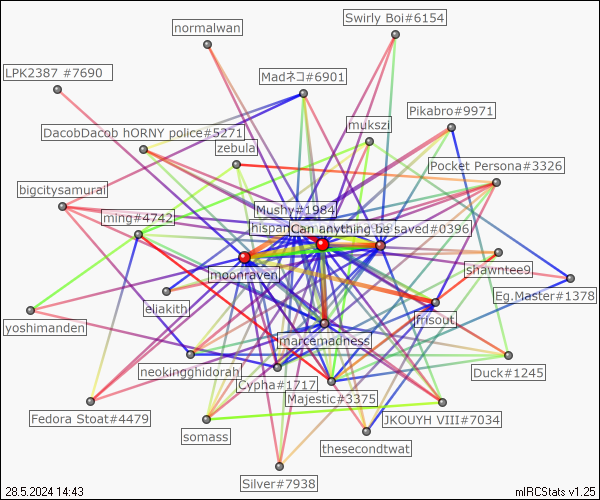 Swirly Boi#6154
normalwan
LPK2387 #7690
Madネコ#6901
Pikabro#9971
mukszi
DacobDacob hORNY police#5271
zebula
Pocket Persona#3326
bigcitysamurai
Mushy#1984
ming#4742
hispan
Can anything be saved#0396
shawntee9
moonraven
Eg.Master#1378
eliakith
frisout
yoshimanden
marcemadness
neokingghidorah
Duck#1245
Cypha#1717
Majestic#3375
Fedora Stoat#4479
JKOUYH VIII#7034
somass
thesecondtwat
Silver#7938
28.5.2024 14:43
mIRCStats v1.25